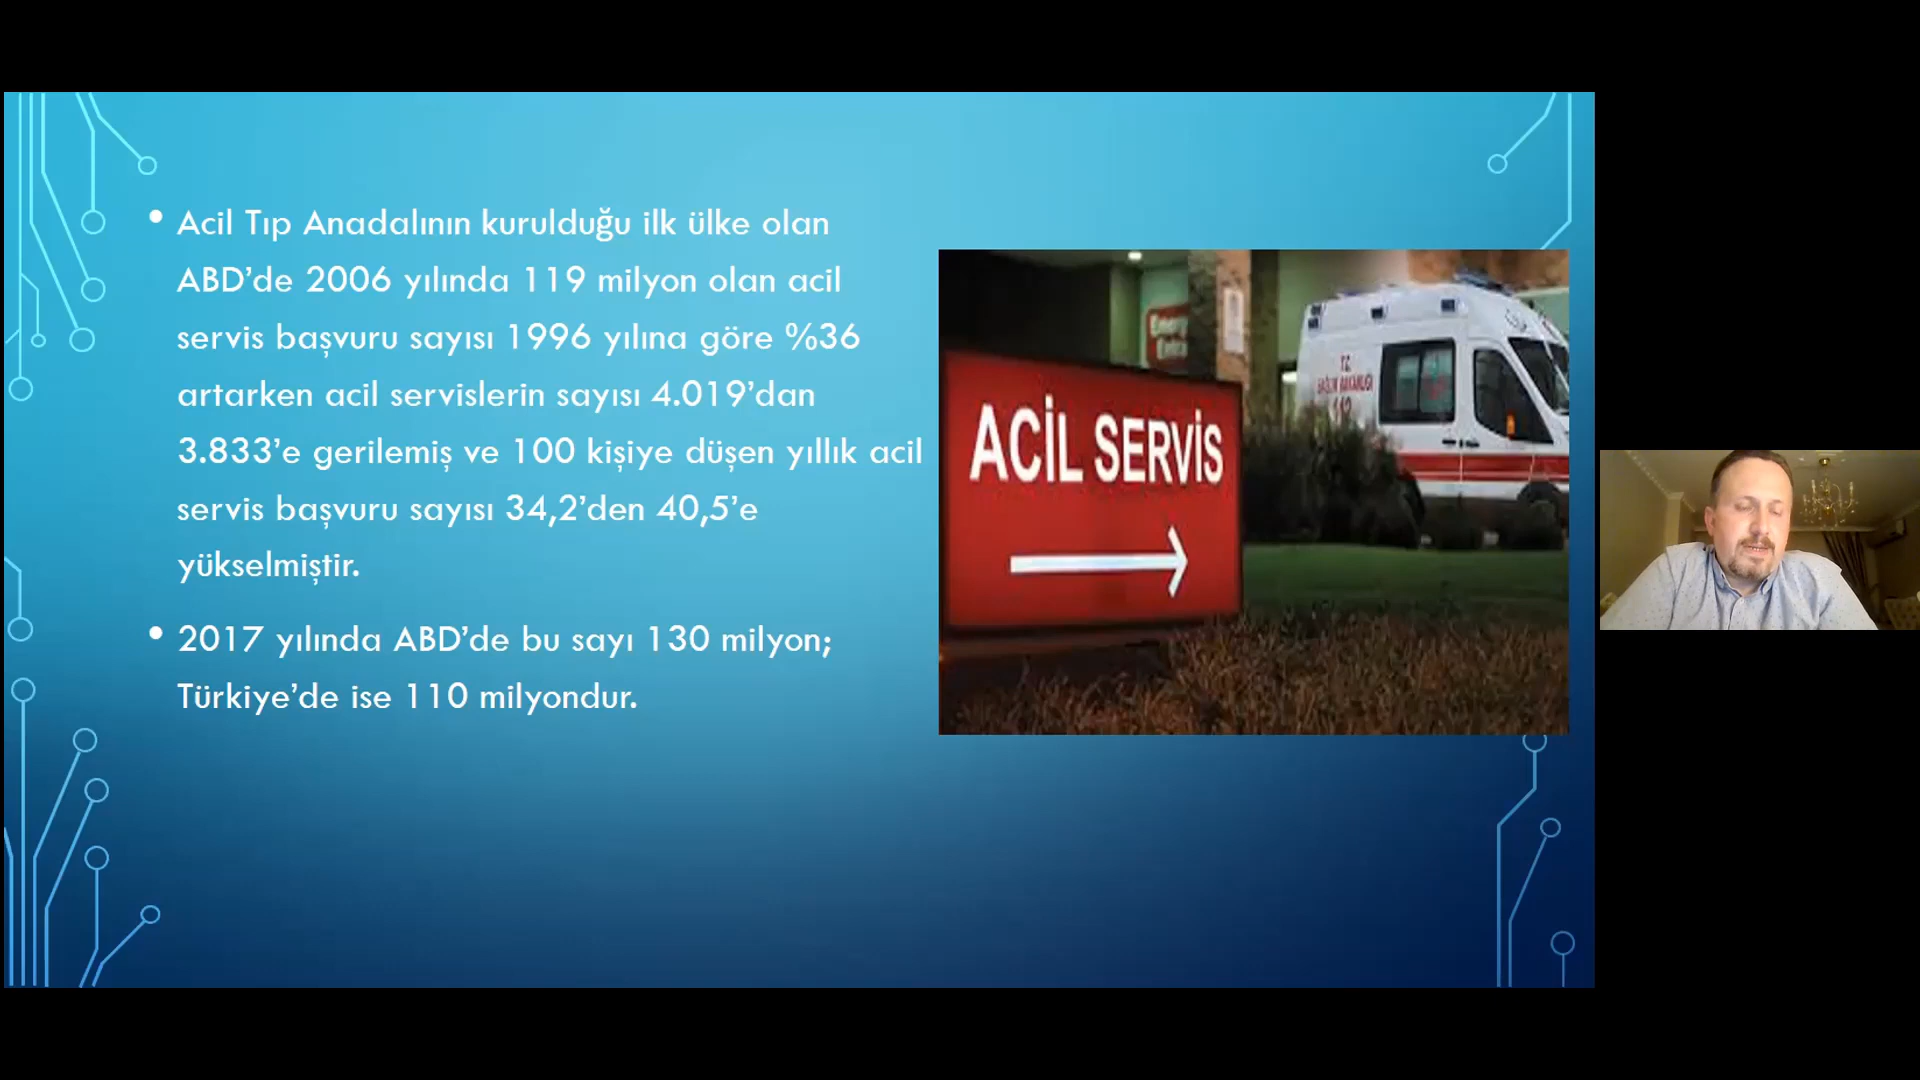 Acil Tıp Anadalının kurulduğu ilk ülke olan
ABD’de 2006 yılında 119 milyon olan acil
servis başvuru sayısı 1996 yılına göre %36
artarken acil servislerin sayısı 4.019’dan
3.833’e gerilemiş ve 100 kişiye düşen yıllık acil
servis başvuru sayısı 34,2’den 40,5’e
yükselmiştir.
2017 yılında ABD’de bu sayı 130 milyon;
Türkiye’de ise 110 milyondur.
ACİL SERVİS
T.C.
SAĞLIK BAKANLIĞI
112